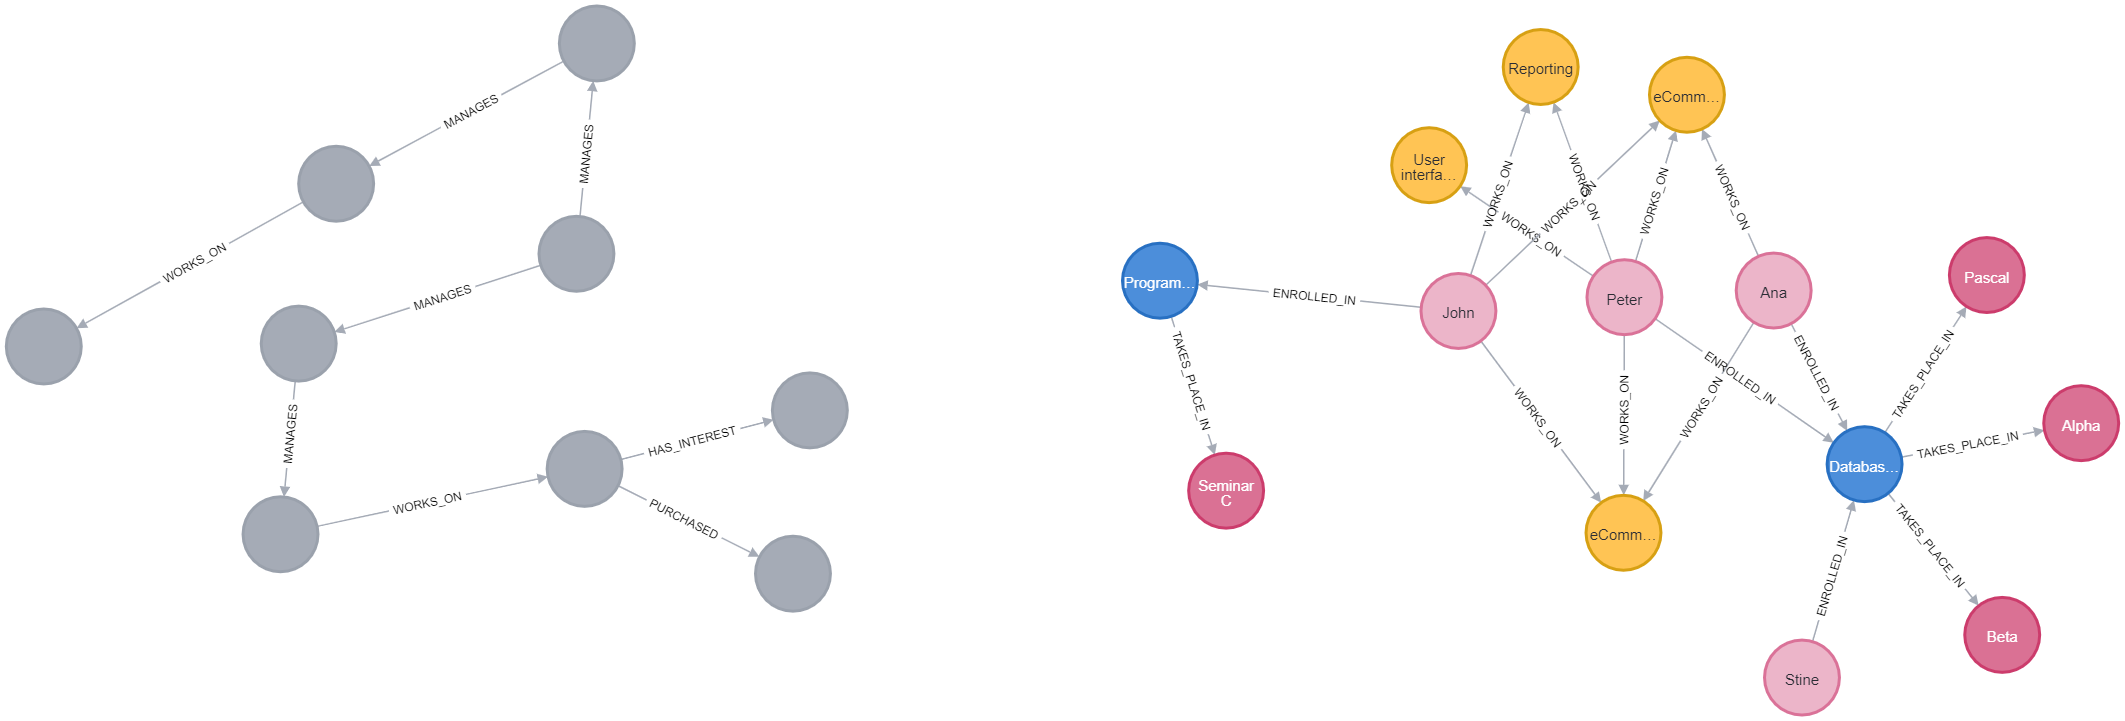 MANAGES
MANAGES
WORKS_ON
MANAGES
MANAGES
HAS_INTEREST
WORKS_ON
PURCHASED
Reporting
eComm...
User
interfa...
WORKS_ON
WORKS_ON
WORKS_ON
WORKS_ON
WORKS_ON
WORKS_ON
Program...
ENROLLED_IN
John
Peter
Ana
Pascal
TAKES_PLACE_IN
WORKS_ON
WORKS_ON
WORKS_ON
ENROLLED_IN
ENROLLED_IN
TAKES_PLACE_IN
Alpha
TAKES_PLACE_IN
Databas...
Seminar
C
eComm...
TAKES_PLACE_IN
ENROLLED_IN
Beta
Stine